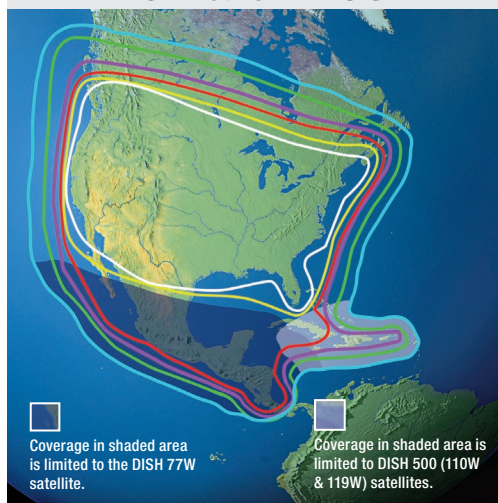 Coverage in shaded area
is limited to the DISH 77W
satellite.
Coverage in shaded area is
limited to DISH 500 (110W
& 119W) satellites.